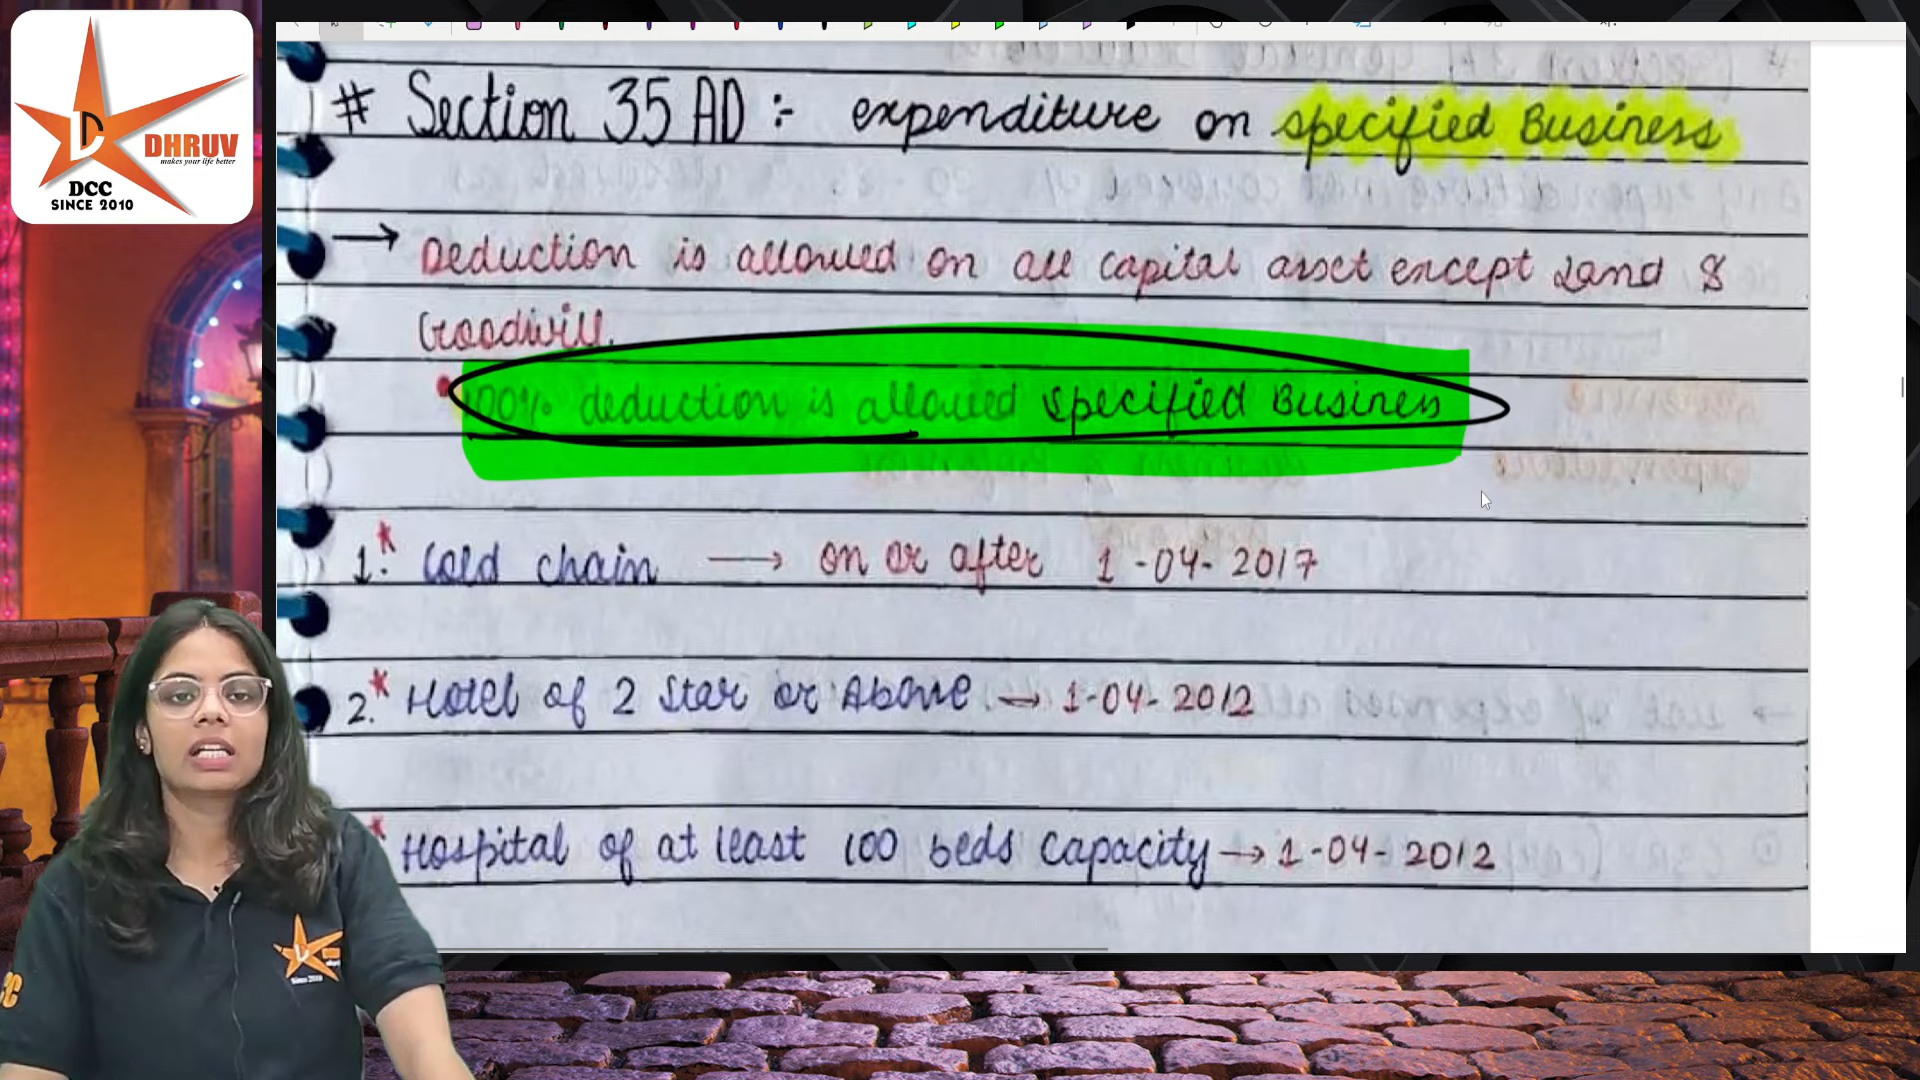 DHRUV
makes your life better
DCC
SINCE 2010
# Section 35 AD :- expenditure on specified Business
→ Deduction is allowed on all capital asset except Land &
Goodwill.
100% deduction is allowed specified Business
1.* Cold chain → on or after 1-04-2017
2.* Hotel of 2 Star or Above → 1-04-2012
* Hospital of at least 100 beds capacity → 1-04-2012
D
Since 2010